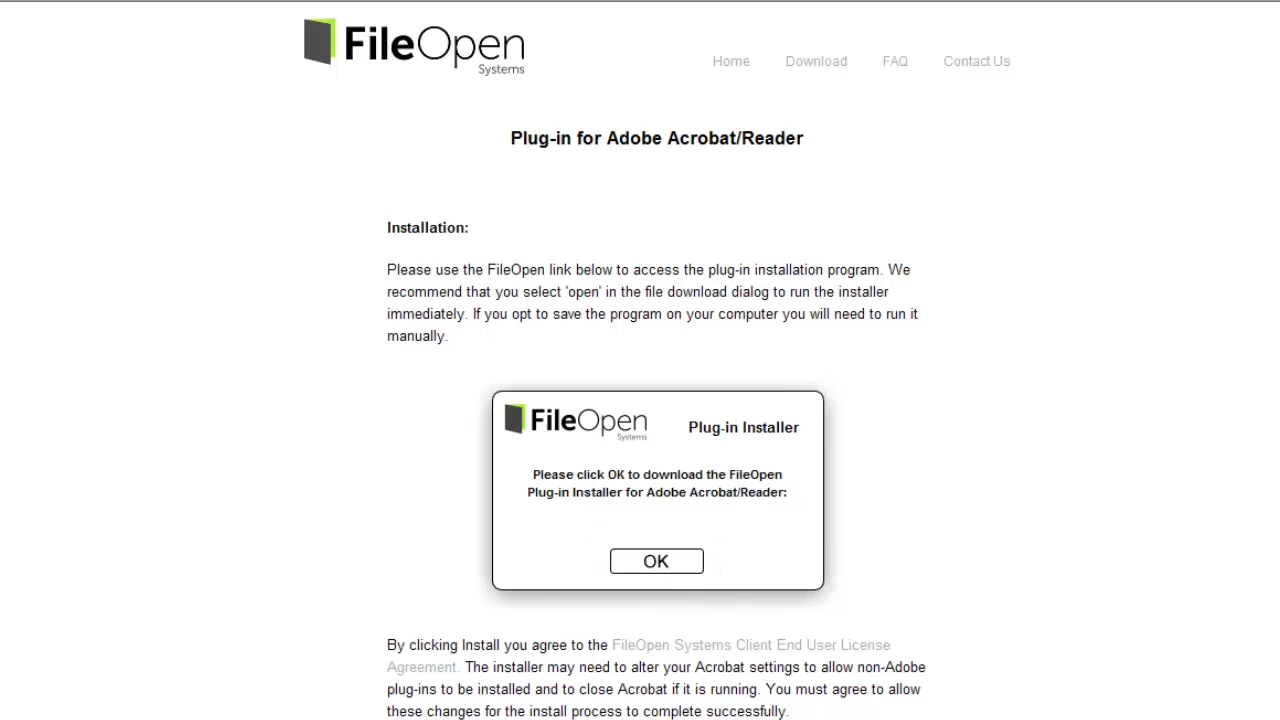 FileOpen
Systems
Home Download FAQ Contact Us
Plug-in for Adobe Acrobat/Reader
Installation:
Please use the FileOpen link below to access the plug-in installation program. We
recommend that you select 'open' in the file download dialog to run the installer
immediately. If you opt to save the program on your computer you will need to run it
manually.
FileOpen
Systems
Plug-in Installer
Please click OK to download the FileOpen
Plug-in Installer for Adobe Acrobat/Reader:
OK
By clicking Install you agree to the FileOpen Systems Client End User License
Agreement. The installer may need to alter your Acrobat settings to allow non-Adobe
plug-ins to be installed and to close Acrobat if it is running. You must agree to allow
these changes for the install process to complete successfully.